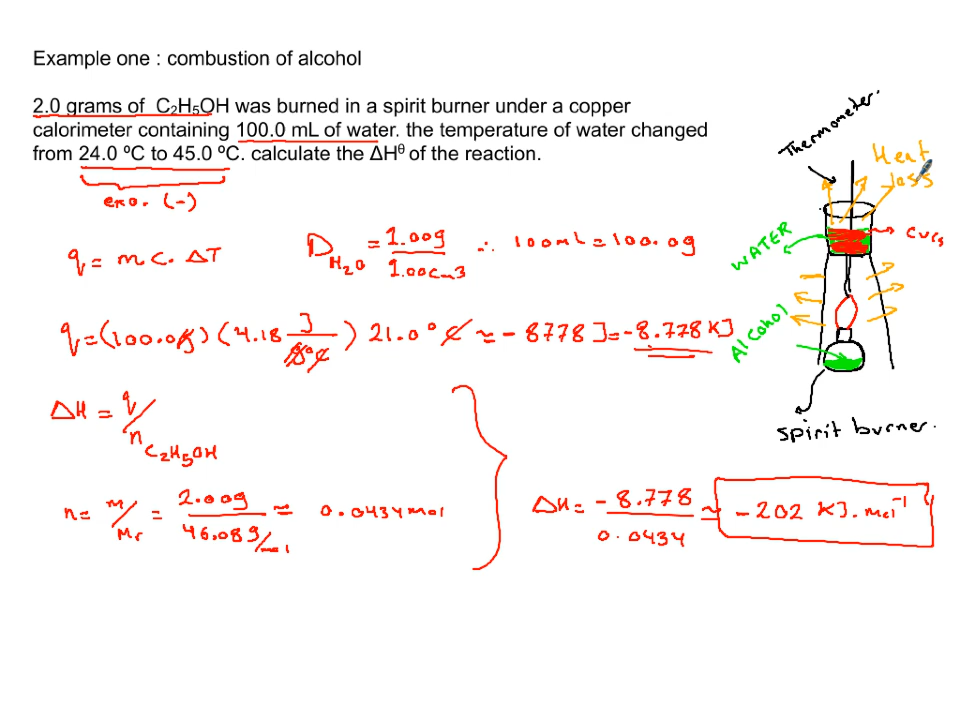 Example one : combustion of alcohol
2.0 grams of C₂H₅OH was burned in a spirit burner under a copper
calorimeter containing 100.0 mL of water. the temperature of water changed
from 24.0 ºC to 45.0 ºC. calculate the ΔHᶿ of the reaction.
exo. (-)
Thermometer.
Heat
loss
WATER
Cu(s)
Alcohol
spirit burner.
q = m c. ΔT
D H₂O = 1.00g / 1.00cm3 ∴ 100mL = 100.0g
q = (100.0g) (4.18 J / g°C) 21.0°C ≈ - 8778 J = -8.778 KJ
ΔH = q / n C₂H₅OH
n = m / Mr = 2.00g / 46.08g/mol ≈ 0.0434 mol
ΔH = - 8.778 / 0.0434 ≈ - 202 KJ. mol⁻¹